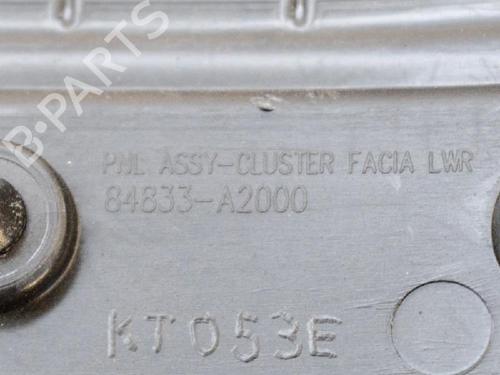 B-PARTS
PNL ASSY-CLUSTER FACIA LWR
84833-A2000
KT053E